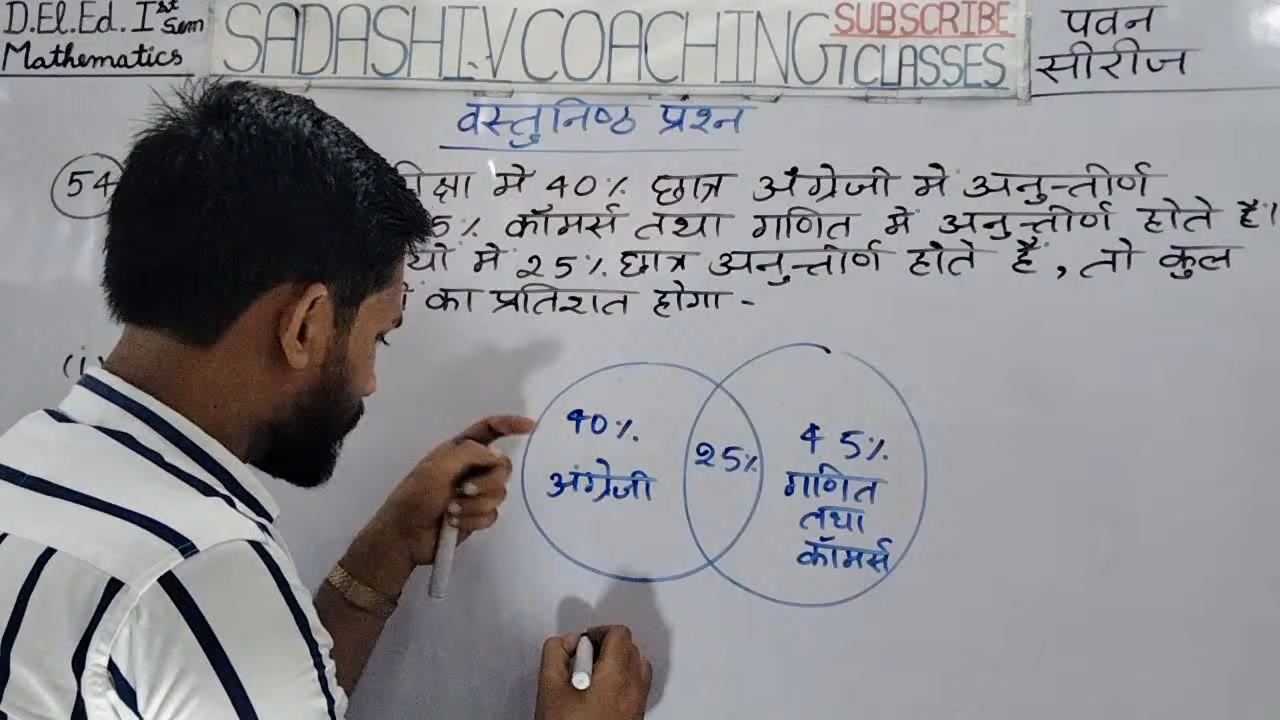 D.El.Ed. Ist Sem
Mathematics
SADASHIV COACHING CLASSES
SUBSCRIBE
पवन
सीरीज
वस्तुनिष्ठ प्रश्न
54
में 40% छात्र अंग्रेजी में अनुत्तीर्ण
5% कॉमर्स तथा गणित में अनुत्तीर्ण होते हैं।
में 25% छात्र अनुत्तीर्ण होते हैं, तो कुल
का प्रतिशत होगा -
(i)
40%
अंग्रेजी
25%
45%
गणित
तथा
कॉमर्स